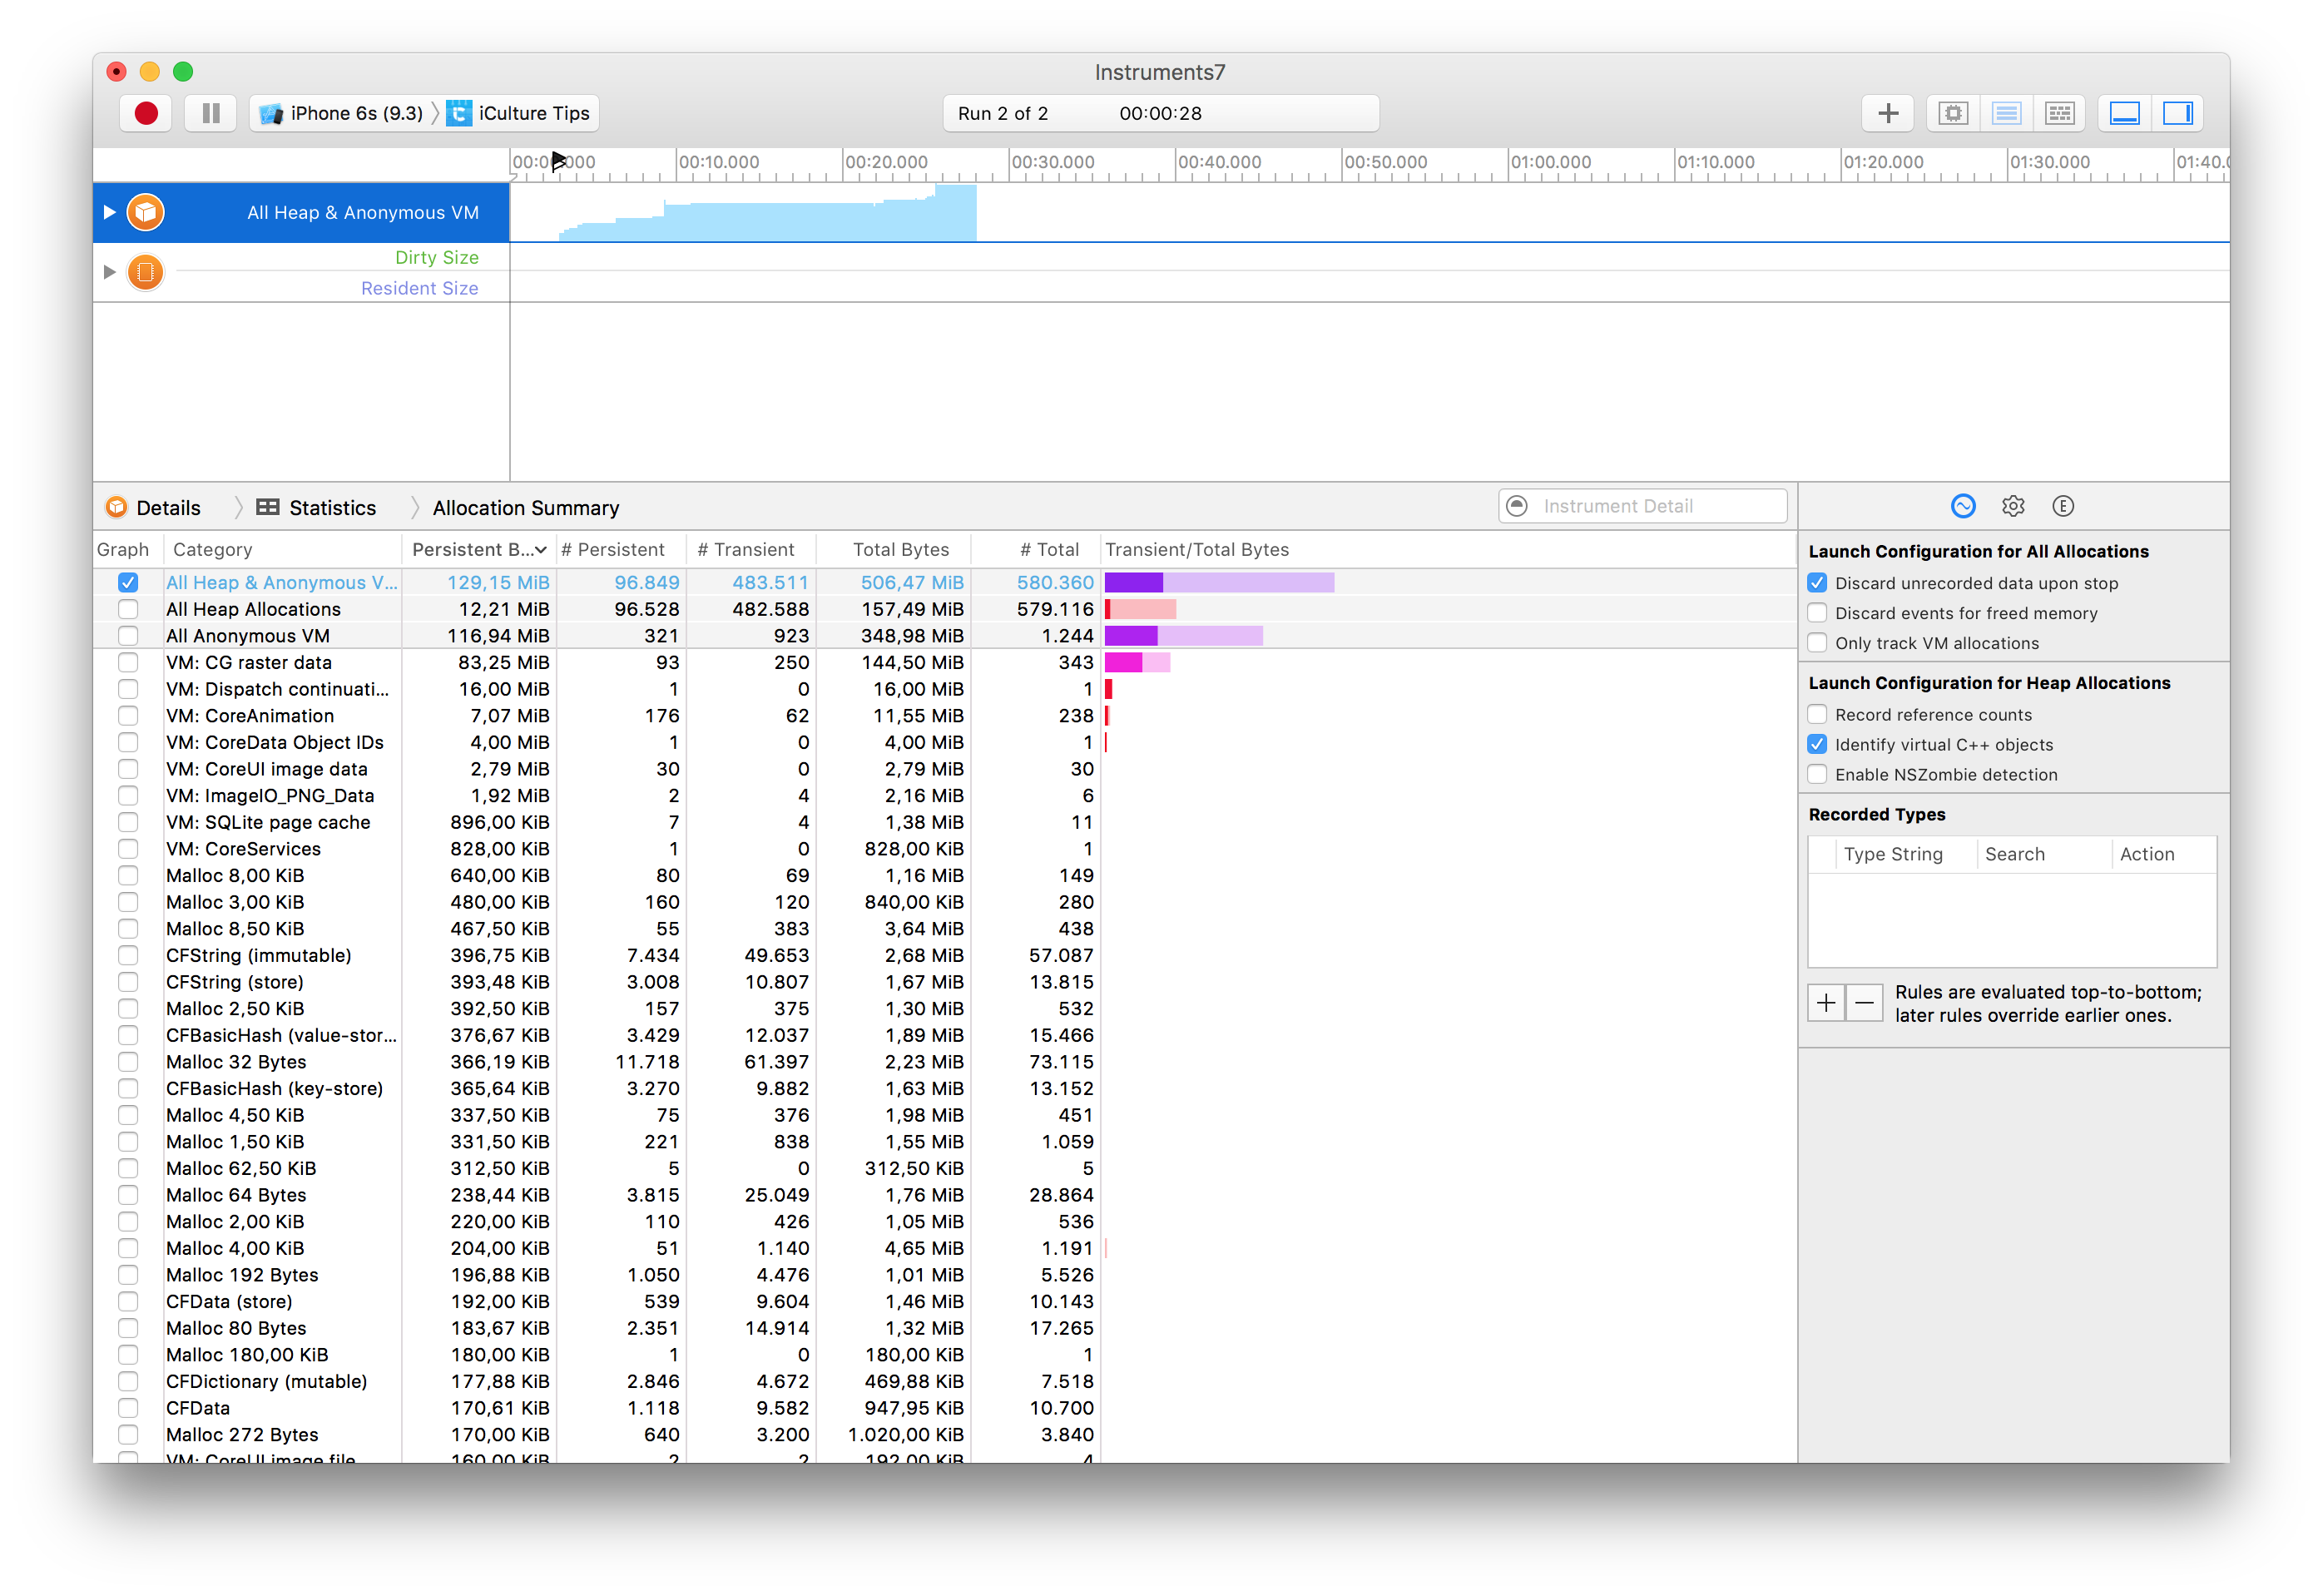 Instruments7
iPhone 6s (9.3) iCulture Tips Run 2 of 2 00:00:28
00:10.000 00:20.000 00:30.000 00:40.000 00:50.000 01:00.000 01:10.000 01:20.000 01:30.000
All Heap & Anonymous VM
Dirty Size
Resident Size
Details Statistics Allocation Summary Instrument Detail
Graph Category Persistent B... # Persistent # Transient Total Bytes # Total Transient/Total Bytes
All Heap & Anonymous V... 129,15 MiB 96.849 483.511 506,47 MiB 580.360
All Heap Allocations 12,21 MiB 96.528 482.588 157,49 MiB 579.116
All Anonymous VM 116,94 MiB 321 923 348,98 MiB 1.244
VM: CG raster data 83,25 MiB 93 250 144,50 MiB 343
VM: Dispatch continuati... 16,00 MiB 1 0 16,00 MiB 1
VM: CoreAnimation 7,07 MiB 176 62 11,55 MiB 238
VM: CoreData Object IDs 4,00 MiB 1 0 4,00 MiB 1
VM: CoreUI image data 2,79 MiB 30 0 2,79 MiB 30
VM: ImageIO_PNG_Data 1,92 MiB 2 4 2,16 MiB 6
VM: SQLite page cache 896,00 KiB 7 4 1,38 MiB 11
VM: CoreServices 828,00 KiB 1 0 828,00 KiB 1
Malloc 8,00 KiB 640,00 KiB 80 69 1,16 MiB 149
Malloc 3,00 KiB 480,00 KiB 160 120 840,00 KiB 280
Malloc 8,50 KiB 467,50 KiB 55 383 3,64 MiB 438
CFString (immutable) 396,75 KiB 7.434 49.653 2,68 MiB 57.087
CFString (store) 393,48 KiB 3.008 10.807 1,67 MiB 13.815
Malloc 2,50 KiB 392,50 KiB 157 375 1,30 MiB 532
CFBasicHash (value-stor... 376,67 KiB 3.429 12.037 1,89 MiB 15.466
Malloc 32 Bytes 366,19 KiB 11.718 61.397 2,23 MiB 73.115
CFBasicHash (key-store) 365,64 KiB 3.270 9.882 1,63 MiB 13.152
Malloc 4,50 KiB 337,50 KiB 75 376 1,98 MiB 451
Malloc 1,50 KiB 331,50 KiB 221 838 1,55 MiB 1.059
Malloc 62,50 KiB 312,50 KiB 5 0 312,50 KiB 5
Malloc 64 Bytes 238,44 KiB 3.815 25.049 1,76 MiB 28.864
Malloc 2,00 KiB 220,00 KiB 110 426 1,05 MiB 536
Malloc 4,00 KiB 204,00 KiB 51 1.140 4,65 MiB 1.191
Malloc 192 Bytes 196,88 KiB 1.050 4.476 1,01 MiB 5.526
CFData (store) 192,00 KiB 539 9.604 1,46 MiB 10.143
Malloc 80 Bytes 183,67 KiB 2.351 14.914 1,32 MiB 17.265
Malloc 180,00 KiB 180,00 KiB 1 0 180,00 KiB 1
CFDictionary (mutable) 177,88 KiB 2.846 4.672 469,88 KiB 7.518
CFData 170,61 KiB 1.118 9.582 947,95 KiB 10.700
Malloc 272 Bytes 170,00 KiB 640 3.200 1.020,00 KiB 3.840
VM: CoreUI image file 160,00 KiB 2 2 192,00 KiB 4
E
Launch Configuration for All Allocations
Discard unrecorded data upon stop
Discard events for freed memory
Only track VM allocations
Launch Configuration for Heap Allocations
Record reference counts
Identify virtual C++ objects
Enable NSZombie detection
Recorded Types
Type String Search Action
Rules are evaluated top-to-bottom;
later rules override earlier ones.